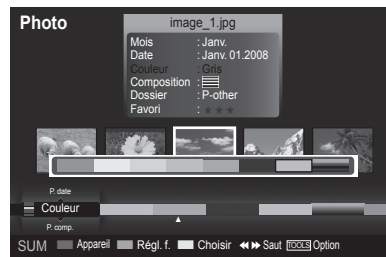 Photo
image_1.jpg
Mois : Janv.
Date : Janv. 01.2008
Couleur : Gris
Composition :
Dossier : P-other
Favori : ★★★
P. date
Couleur
P. comp.
SUM Appareil Régl. f. Choisir ◀◀ ▶▶ Saut TOOLS Option